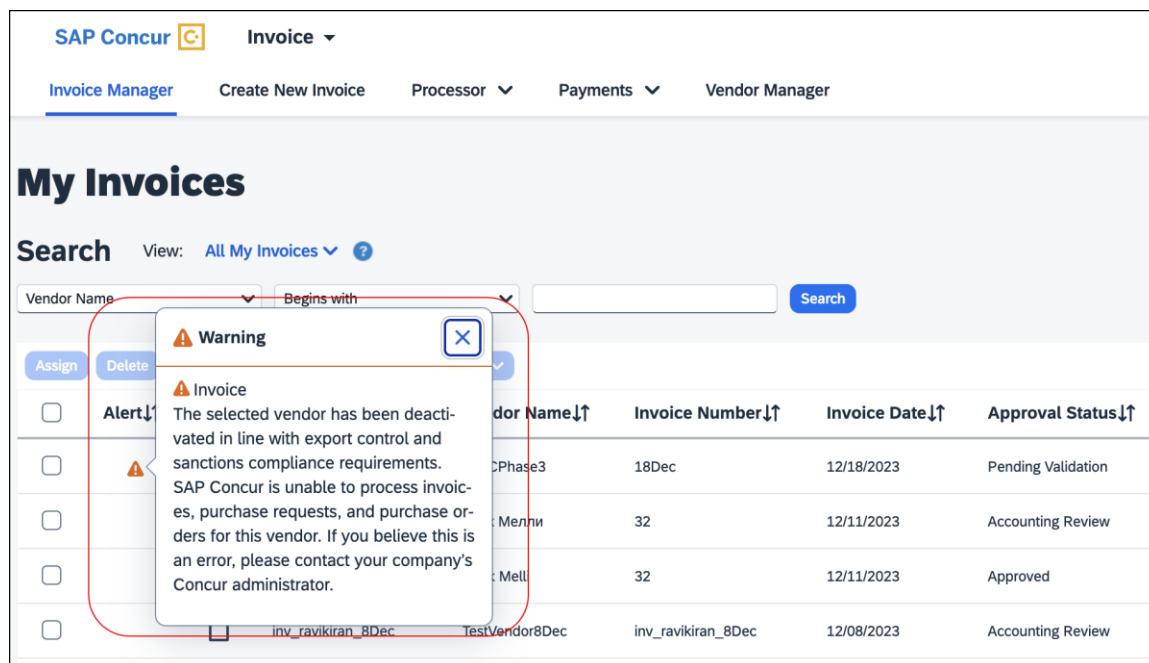 SAP Concur Invoice
Invoice Manager Create New Invoice Processor Payments Vendor Manager
My Invoices
Search View: All My Invoices ?
Vendor Name Begins with Search
Assign Delete
Warning
Invoice
The selected vendor has been deacti-
vated in line with export control and
sanctions compliance requirements.
SAP Concur is unable to process invoic-
es, purchase requests, and purchase or-
ders for this vendor. If you believe this is
an error, please contact your company's
Concur administrator.
Alert dor Name Invoice Number Invoice Date Approval Status
CPhase3 18Dec 12/18/2023 Pending Validation
Мелли 32 12/11/2023 Accounting Review
Melli 32 12/11/2023 Approved
inv_ravikiran_8Dec TestVendor8Dec inv_ravikiran_8Dec 12/08/2023 Accounting Review